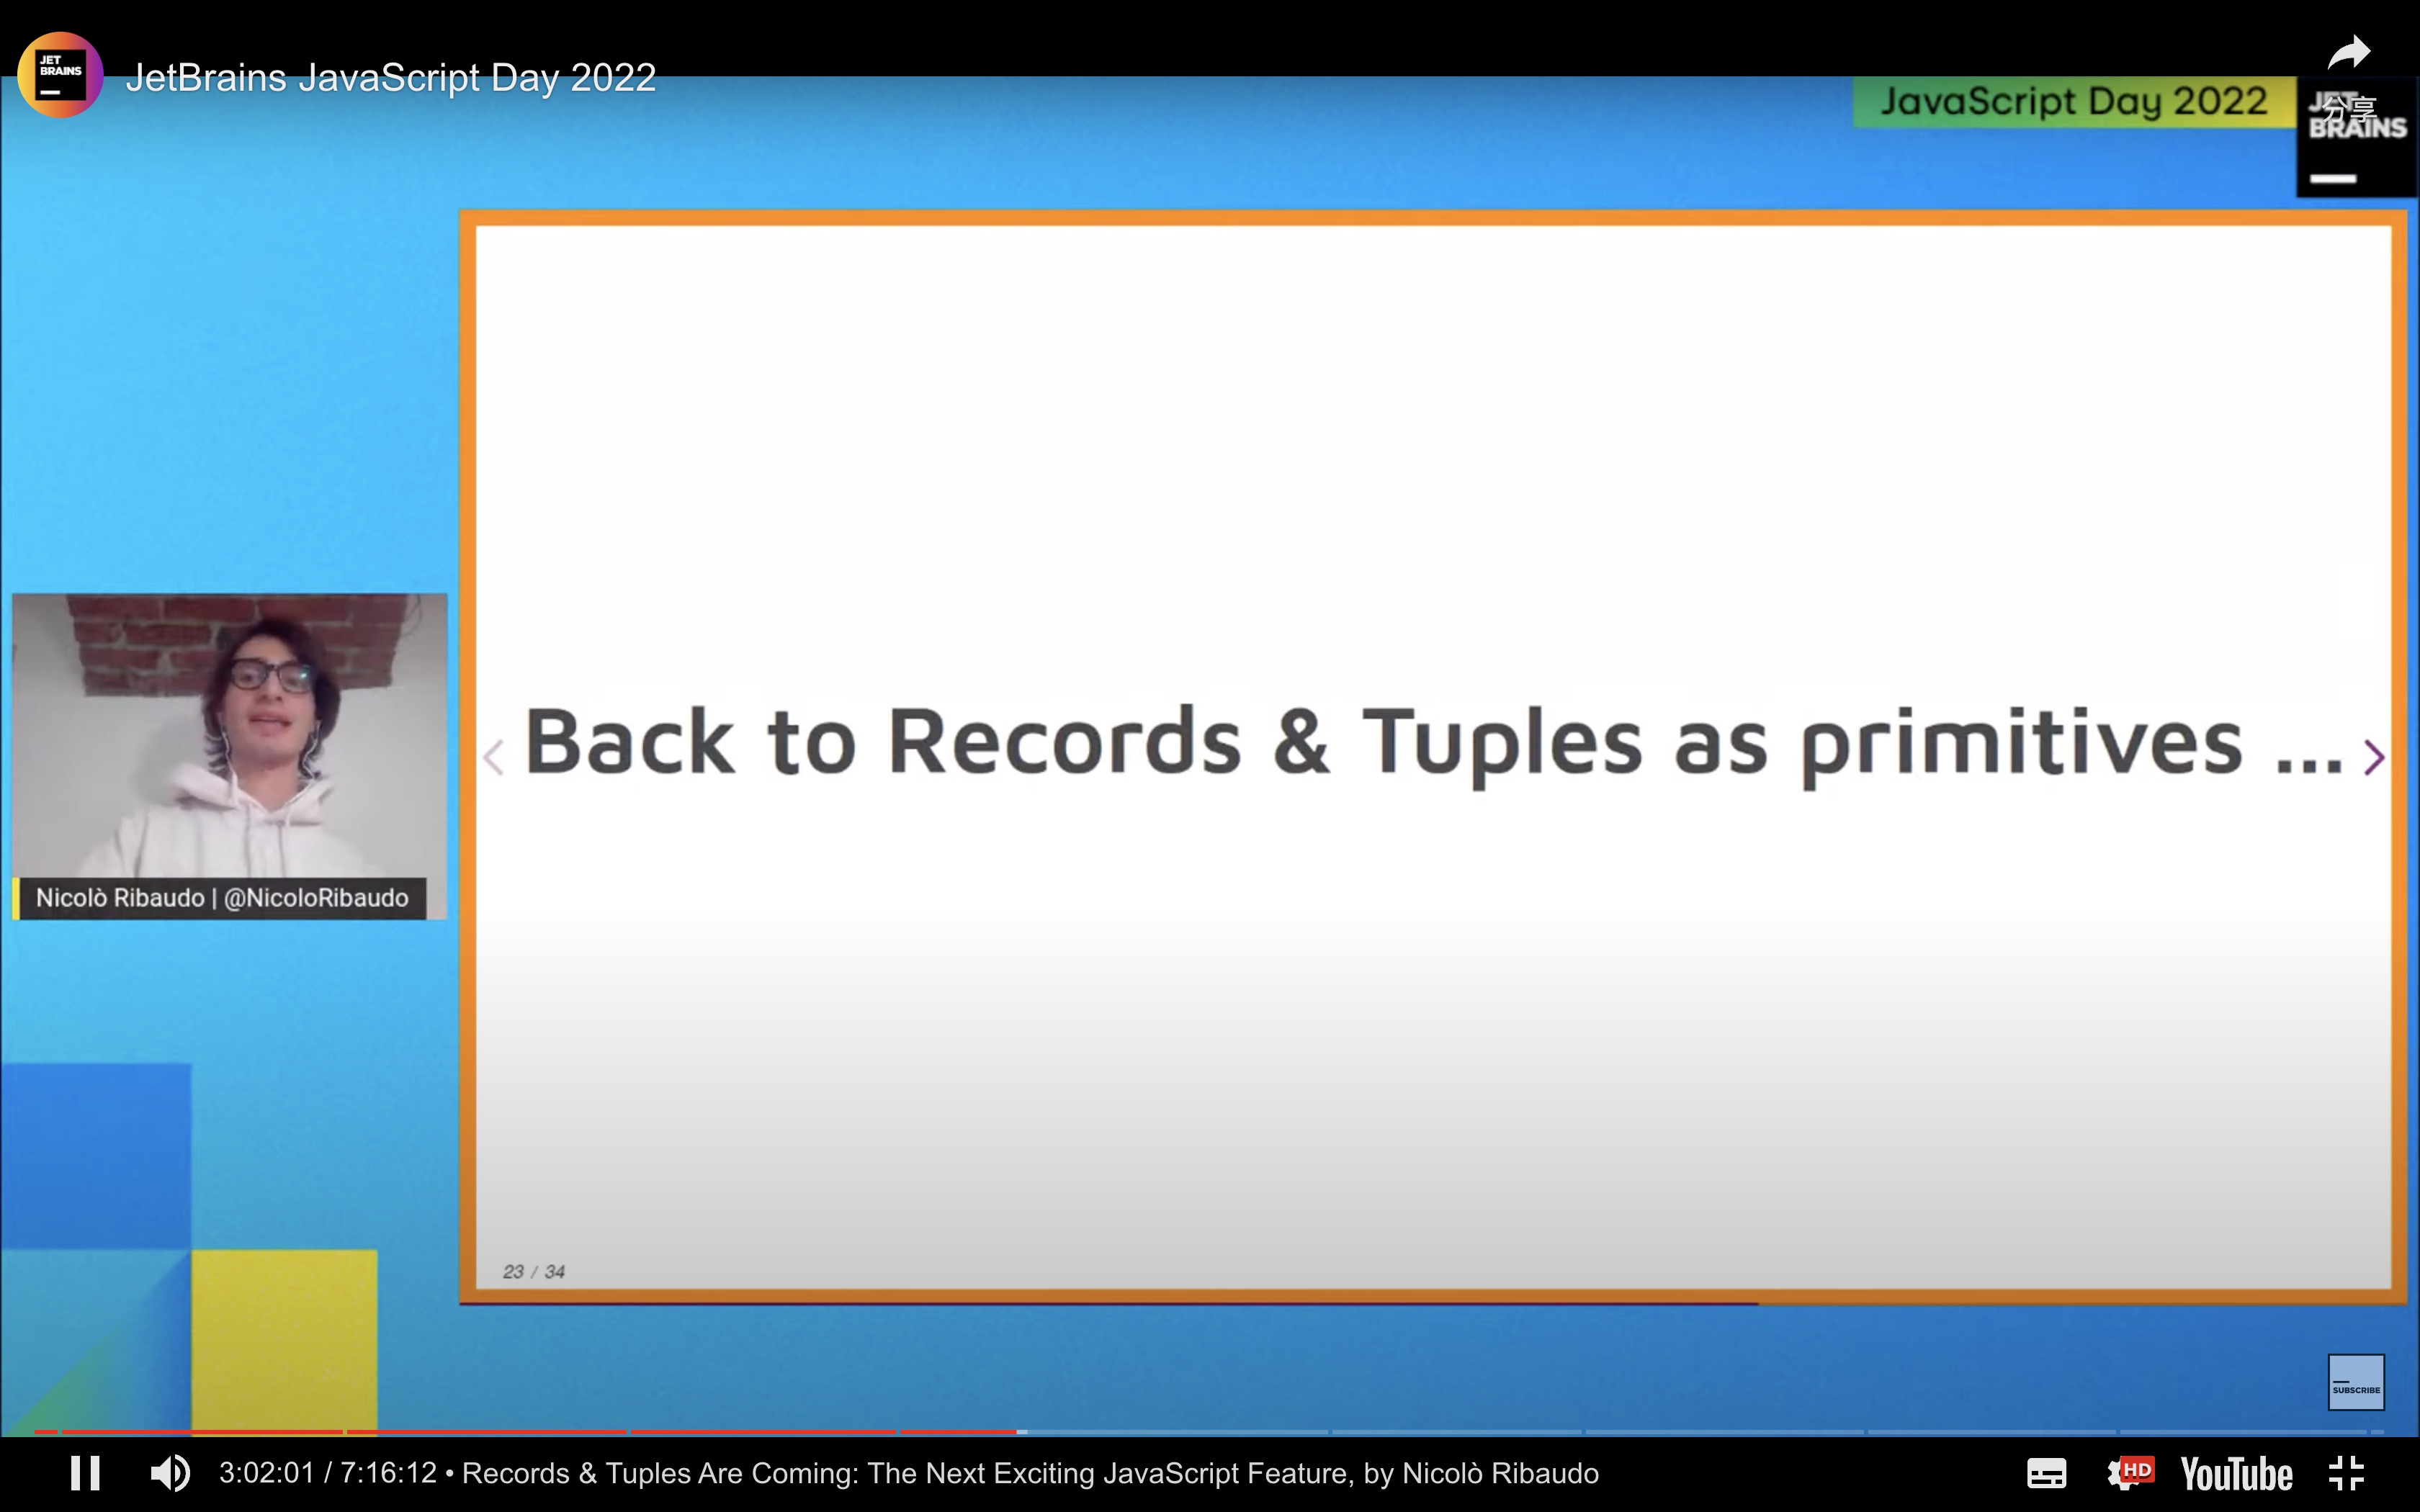 JET
BRAINS
JetBrains JavaScript Day 2022
JavaScript Day 2022
JET
BRAINS
分享
Back to Records & Tuples as primitives ...
Nicolò Ribaudo | @NicoloRibaudo
23 / 34
SUBSCRIBE
3:02:01 / 7:16:12 • Records & Tuples Are Coming: The Next Exciting JavaScript Feature, by Nicolò Ribaudo
HD
YouTube